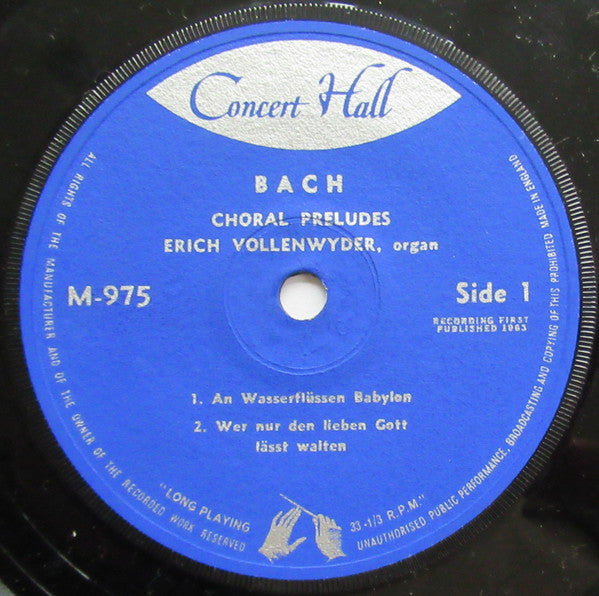 Concert Hall
BACH
CHORAL PRELUDES
ERICH VOLLENWYDER, organ
M-975
Side 1
RECORDING FIRST
PUBLISHED 1963
1. An Wasserflüssen Babylon
2. Wer nur den lieben Gott
lässt walten
"LONG PLAYING
33-1/3 R.P.M"
ALL RIGHTS OF THE MANUFACTURER AND OF THE OWNER OF THE RECORDED WORK RESERVED
UNAUTHORISED PUBLIC PERFORMANCE, BROADCASTING AND COPYING OF THIS PROHIBITED MADE IN ENGLAND